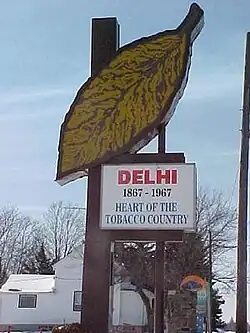 DELHI
1867 - 1967
HEART OF THE
TOBACCO COUNTRY